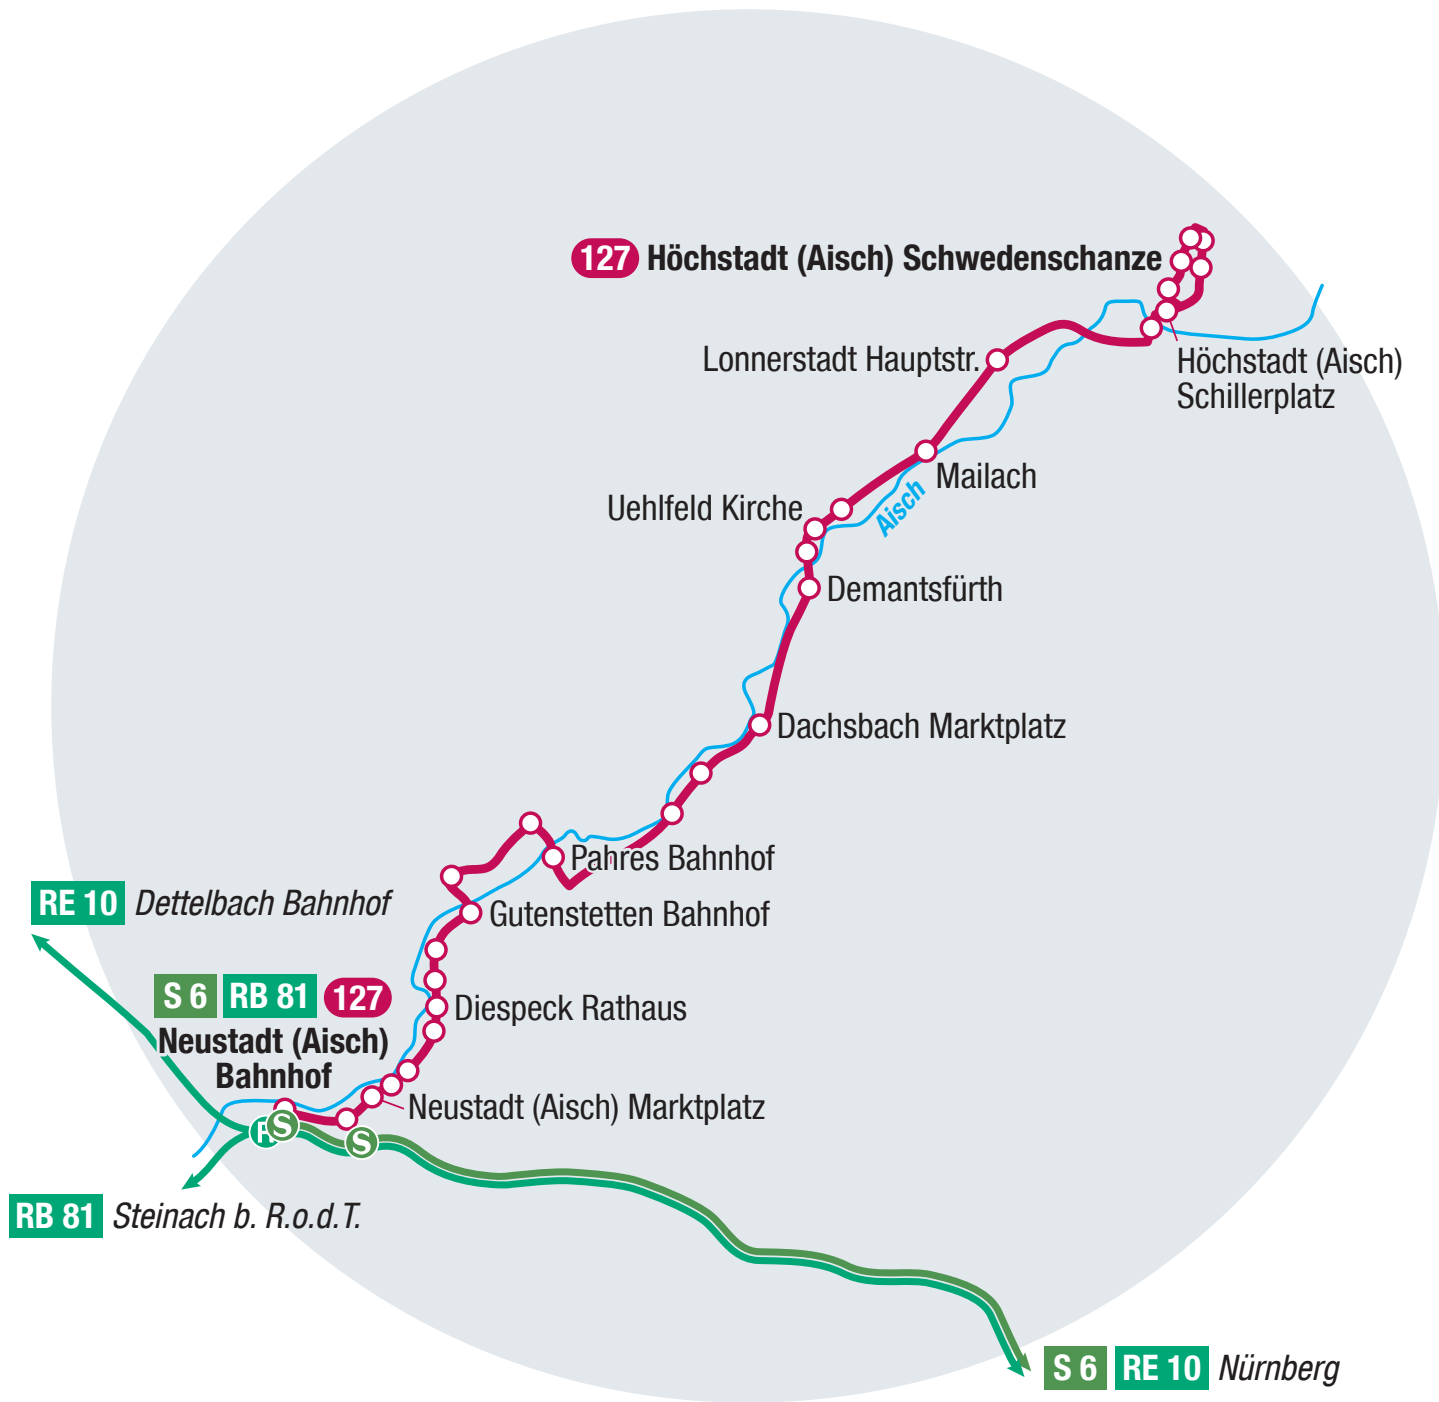 127 Höchstadt (Aisch) Schwedenschanze
Lonnerstadt Hauptstr.
Höchstadt (Aisch)
Schillerplatz
Mailach
Aisch
Uehlfeld Kirche
Demantsfürth
Dachsbach Marktplatz
Pahres Bahnhof
RE 10 Dettelbach Bahnhof
Gutenstetten Bahnhof
S 6 RB 81 127
Neustadt (Aisch)
Bahnhof
Diespeck Rathaus
Neustadt (Aisch) Marktplatz
R S
S
RB 81 Steinach b. R.o.d.T.
S 6 RE 10 Nürnberg